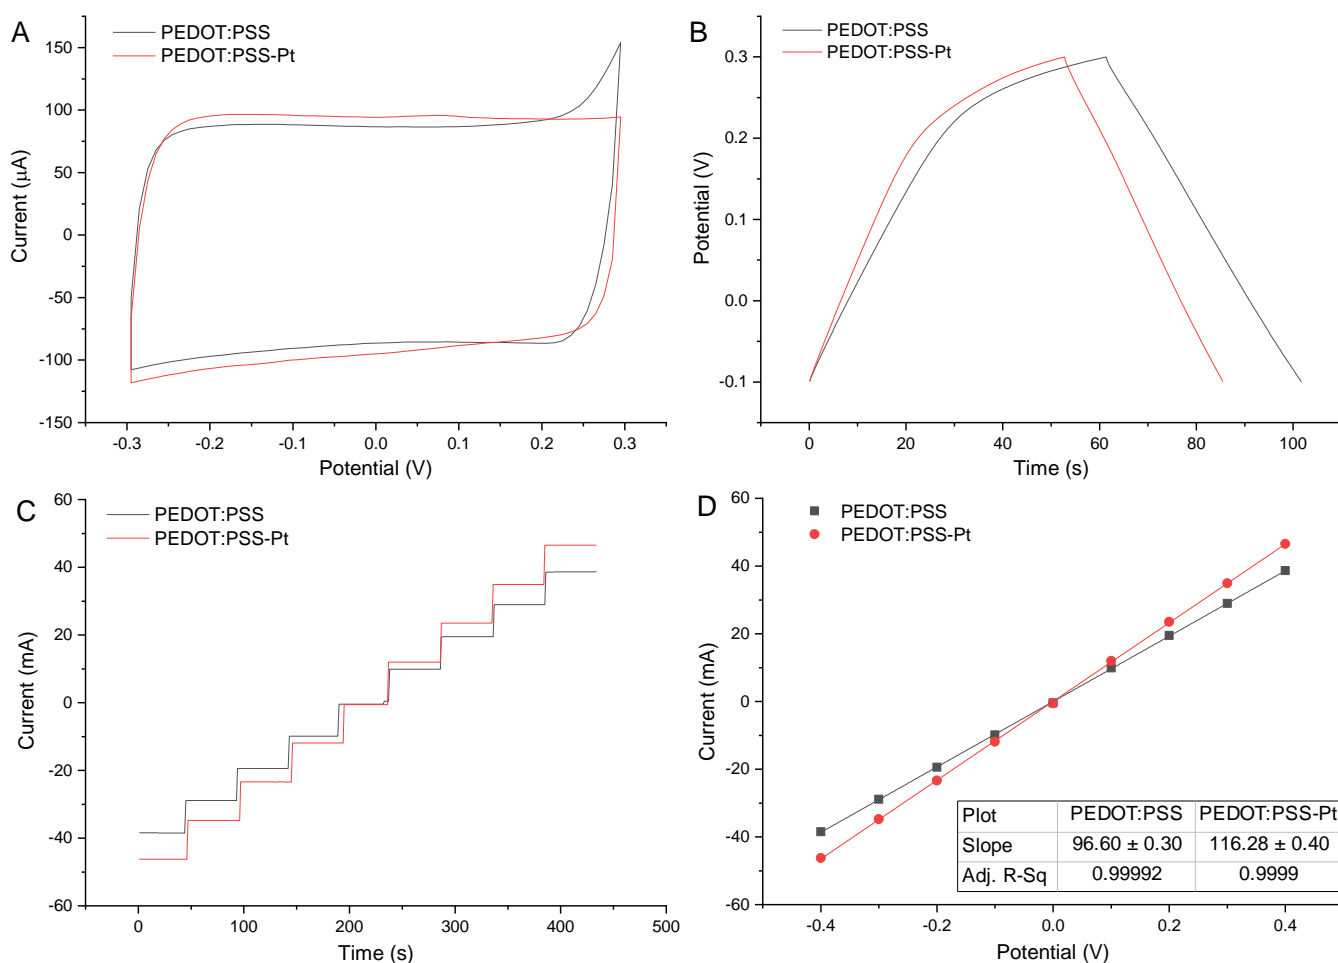 A
PEDOT:PSS
PEDOT:PSS-Pt
150
100
50
0
-50
-100
-150
Current (μA)
-0.3 -0.2 -0.1 0.0 0.1 0.2 0.3
Potential (V)
B
PEDOT:PSS
PEDOT:PSS-Pt
0.3
0.2
0.1
0.0
-0.1
Potential (V)
0 20 40 60 80 100
Time (s)
C
PEDOT:PSS
PEDOT:PSS-Pt
60
40
20
0
-20
-40
-60
Current (mA)
0 100 200 300 400 500
Time (s)
D
PEDOT:PSS
PEDOT:PSS-Pt
60
40
20
0
-20
-40
-60
Current (mA)
Plot PEDOT:PSS PEDOT:PSS-Pt
Slope 96.60 ± 0.30 116.28 ± 0.40
Adj. R-Sq 0.99992 0.9999
-0.4 -0.2 0.0 0.2 0.4
Potential (V)